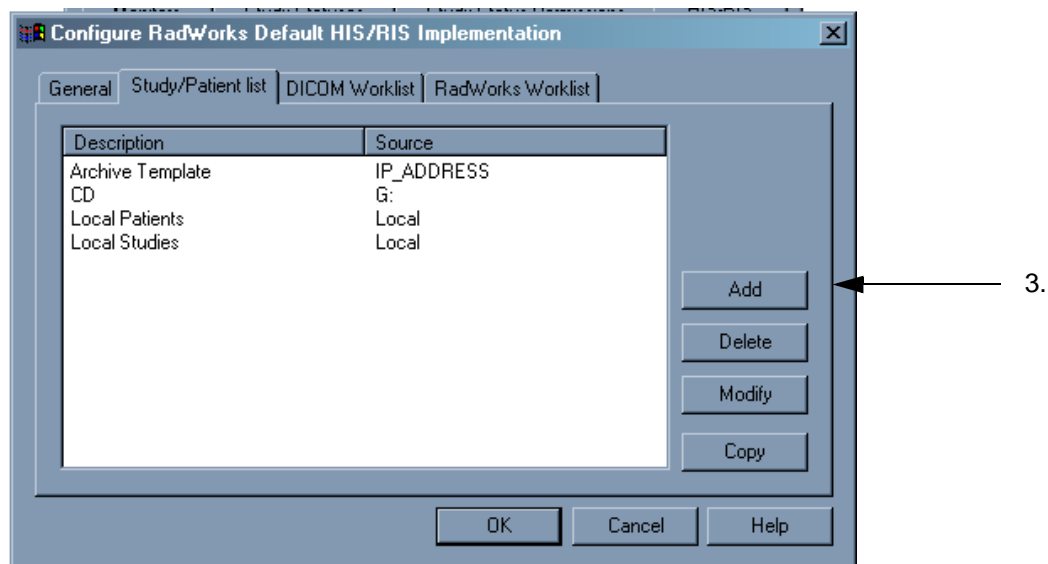 Configure RadWorks Default HIS/RIS Implementation
General Study/Patient list DICOM Worklist RadWorks Worklist
Description Source
Archive Template IP_ADDRESS
CD G:
Local Patients Local
Local Studies Local
Add 3.
Delete
Modify
Copy
OK Cancel Help